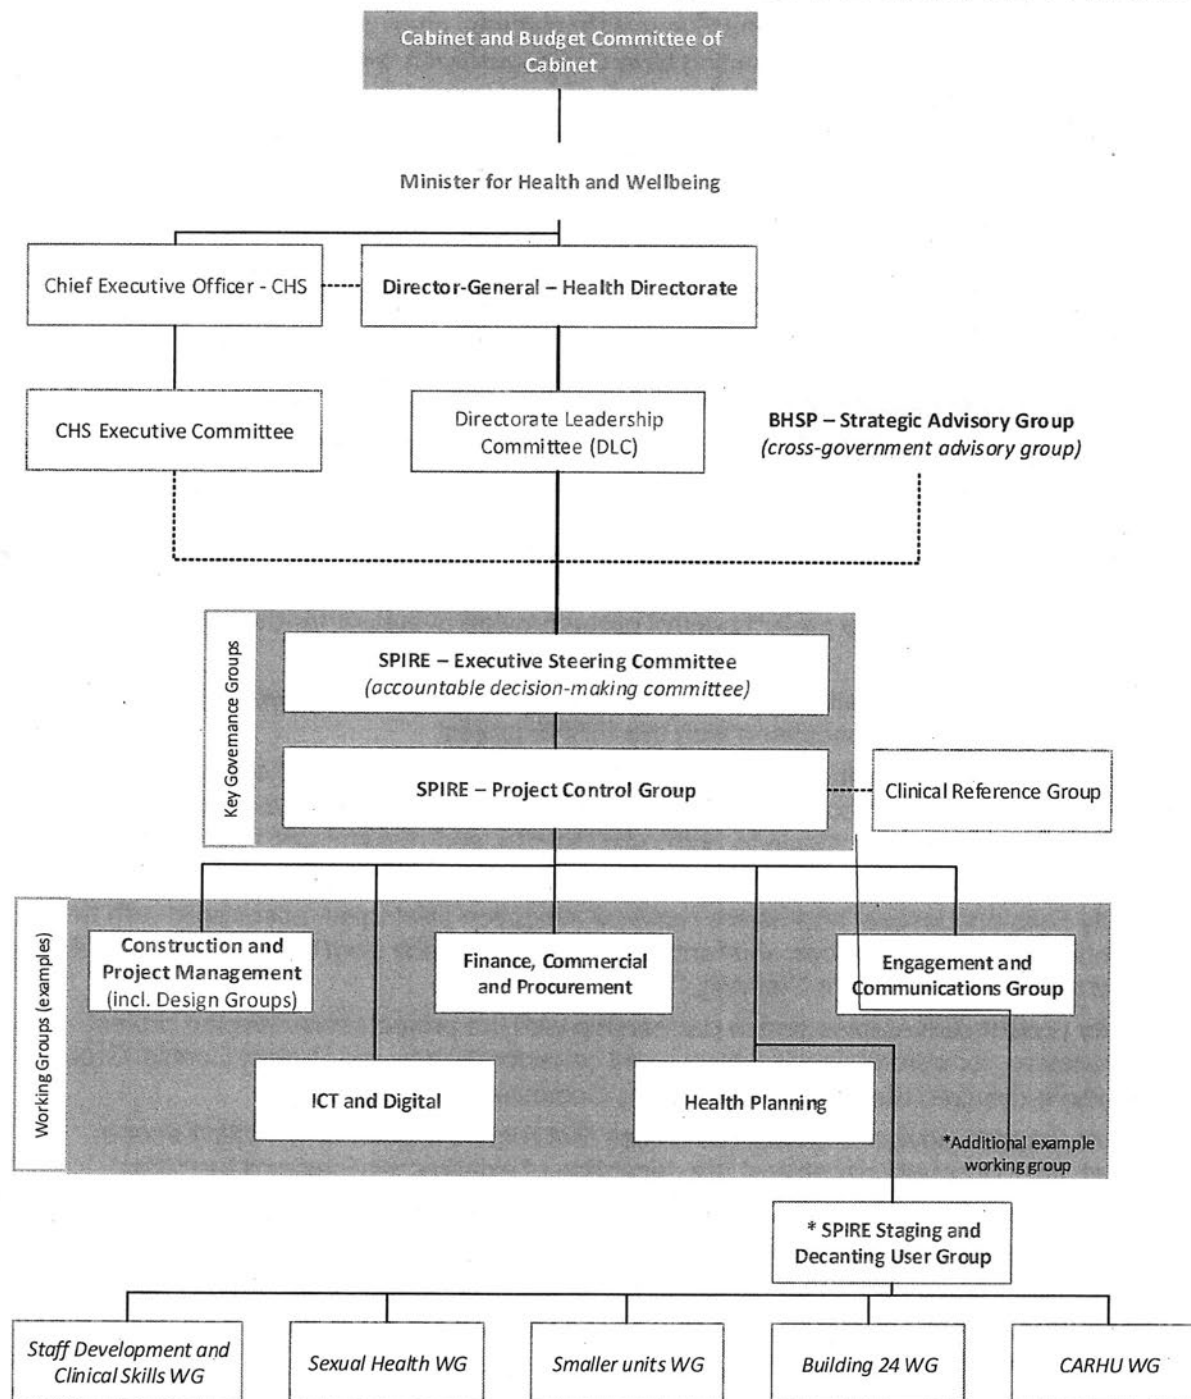 Cabinet and Budget Committee of
Cabinet
Minister for Health and Wellbeing
Chief Executive Officer - CHS
Director-General – Health Directorate
CHS Executive Committee
Directorate Leadership
Committee (DLC)
BHSP – Strategic Advisory Group
(cross-government advisory group)
Key Governance Groups
SPIRE – Executive Steering Committee
(accountable decision-making committee)
SPIRE – Project Control Group
Clinical Reference Group
Working Groups (examples)
Construction and
Project Management
(incl. Design Groups)
Finance, Commercial
and Procurement
Engagement and
Communications Group
ICT and Digital
Health Planning
*Additional example
working group
* SPIRE Staging and
Decanting User Group
Staff Development and
Clinical Skills WG
Sexual Health WG
Smaller units WG
Building 24 WG
CARHU WG